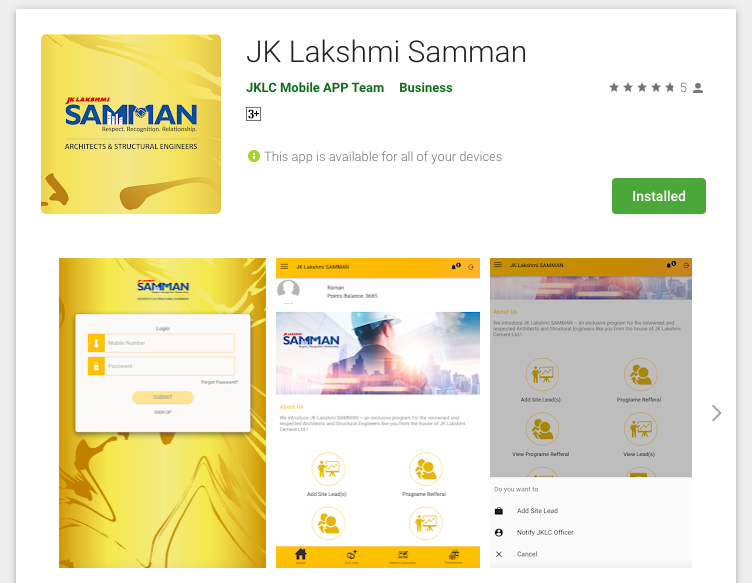 JK Lakshmi Samman
JK LAKSHMI
SAMMAN
Respect. Recognition. Relationship.
ARCHITECTS & STRUCTURAL ENGINEERS
JKLC Mobile APP Team Business
5
3+
This app is available for all of your devices
Installed
SAMMAN
ARCHITECTS & STRUCTURAL ENGINEERS
Login
Mobile Number
Password
Forgot Password?
SUBMIT
SIGN UP
JK Lakshmi SAMMAN
Raman
Points Balance: 3685
JK LAKSHMI
SAMMAN
About Us
We introduce JK Lakshmi SAMMAN – an exclusive program for the renowned and
respected Architects and Structural Engineers like you from the house of JK Lakshmi
Cement Ltd.!
Add Site Lead(s) Programe Refferal
Home
JK Lakshmi SAMMAN
About Us
We introduce JK Lakshmi SAMMAN – an exclusive program for the renowned and
respected Architects and Structural Engineers like you from the house of JK Lakshmi
Cement Ltd.!
Add Site Lead(s) Programe Refferal
View Programe Refferal View Lead(s)
Do you want to
Add Site Lead
Notify JKLC Officer
Cancel